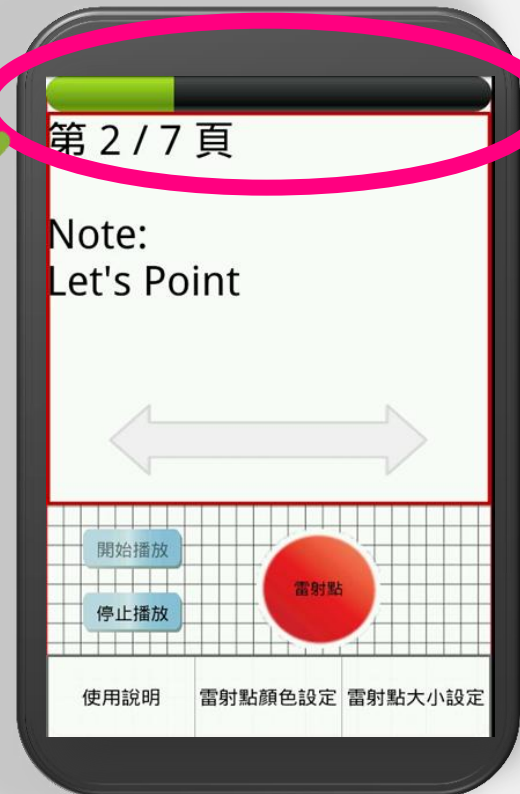 第 2 / 7 頁
Note:
Let's Point
開始播放
雷射點
停止播放
使用說明
雷射點顏色設定
雷射點大小設定